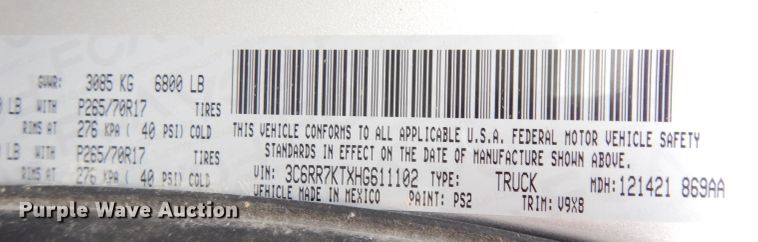 GVWR: 3085 KG 6800 LB
LB WITH P265/70R17 TIRES
RIMS AT 276 KPA ( 40 PSI) COLD
LB WITH P265/70R17 TIRES
RIMS AT 276 KPA ( 40 PSI) COLD
THIS VEHICLE CONFORMS TO ALL APPLICABLE U.S.A. FEDERAL MOTOR VEHICLE SAFETY
STANDARDS IN EFFECT ON THE DATE OF MANUFACTURE SHOWN ABOVE.
VIN: 3C6RR7KTXHG611102 TYPE: TRUCK MDH: 121421 869AA
VEHICLE MADE IN MEXICO PAINT: PS2 TRIM: V9X8
Purple Wave Auction